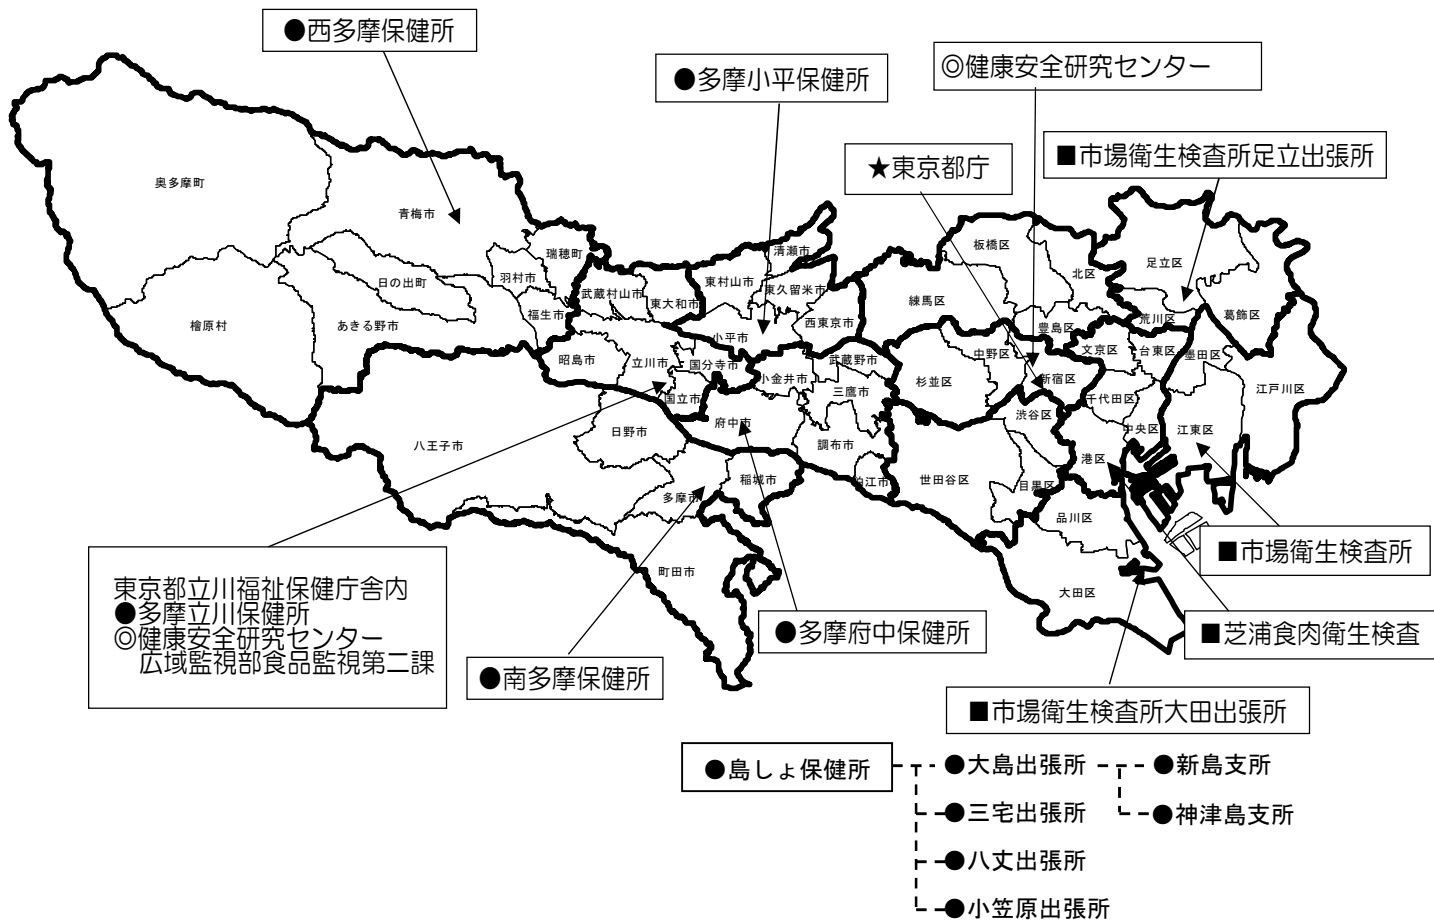 ●西多摩保健所
●多摩小平保健所
◎健康安全研究センター
★東京都庁
■市場衛生検査所足立出張所
奥多摩町
青梅市
瑞穂町
羽村市
日の出町
福生市
檜原村
あきる野市
武蔵村山市
東大和市
東村山市
清瀬市
東久留米市
西東京市
小平市
昭島市
立川市
国分寺市
国立市
小金井市
武蔵野市
三鷹市
府中市
調布市
狛江市
八王子市
日野市
多摩市
稲城市
町田市
板橋区
北区
練馬区
豊島区
足立区
荒川区
葛飾区
中野区
杉並区
新宿区
文京区
台東区
墨田区
江戸川区
千代田区
渋谷区
中央区
江東区
港区
世田谷区
目黒区
品川区
大田区
東京都立川福祉保健庁舎内
●多摩立川保健所
◎健康安全研究センター
広域監視部食品監視第二課
●南多摩保健所
●多摩府中保健所
■市場衛生検査所
■芝浦食肉衛生検査
■市場衛生検査所大田出張所
●島しょ保健所
●大島出張所
●新島支所
●三宅出張所
●神津島支所
●八丈出張所
●小笠原出張所